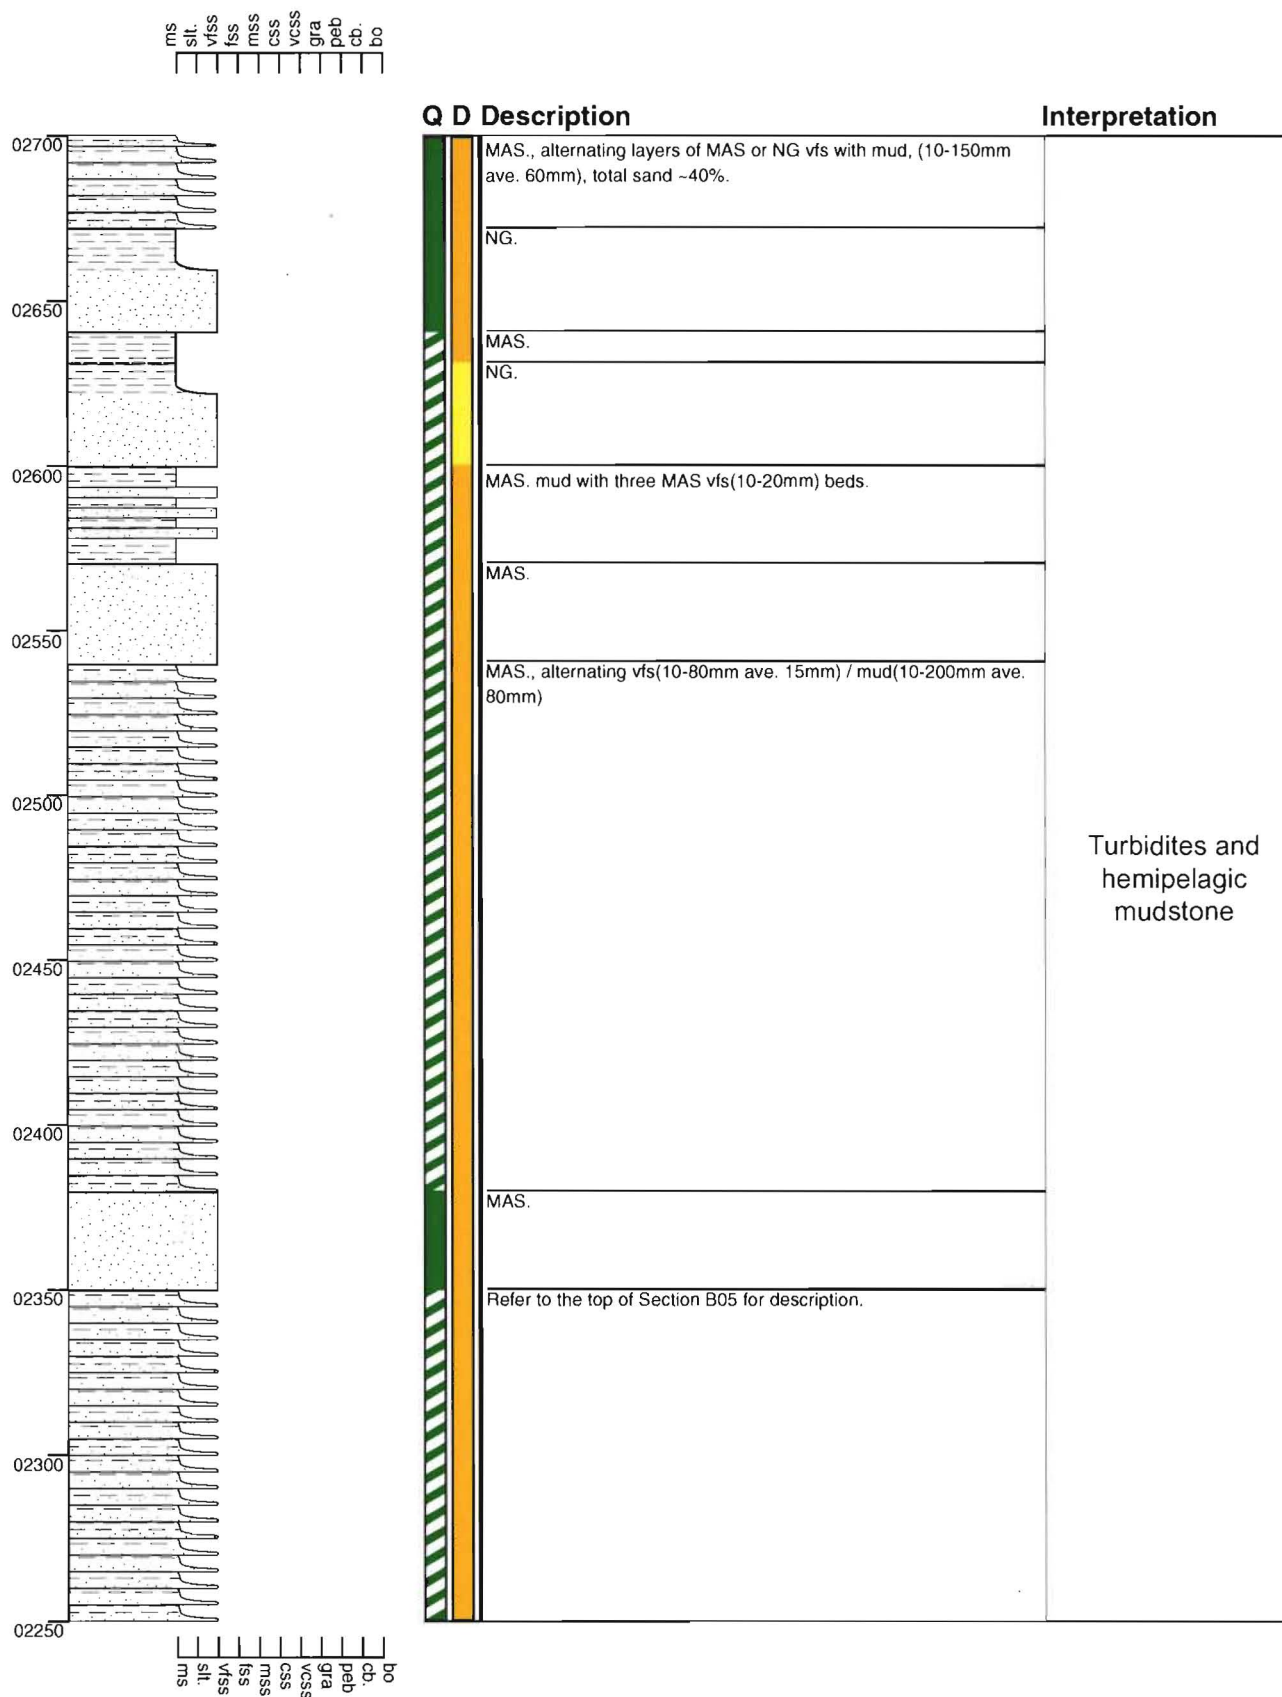 ms
slt.
vfss
fss
mss
css
vcss
gra
peb
cb.
bo
Q D Description Interpretation
02700
MAS., alternating layers of MAS or NG vfs with mud, (10-150mm
ave. 60mm), total sand ~40%.
NG.
02650
MAS.
NG.
02600
MAS. mud with three MAS vfs(10-20mm) beds.
MAS.
02550
MAS., alternating vfs(10-80mm ave. 15mm) / mud(10-200mm ave.
80mm)
02500
Turbidites and
hemipelagic
mudstone
02450
02400
MAS.
02350
Refer to the top of Section B05 for description.
02300
02250
ms
slt.
vfss
fss
mss
css
vcss
gra
peb
cb.
bo